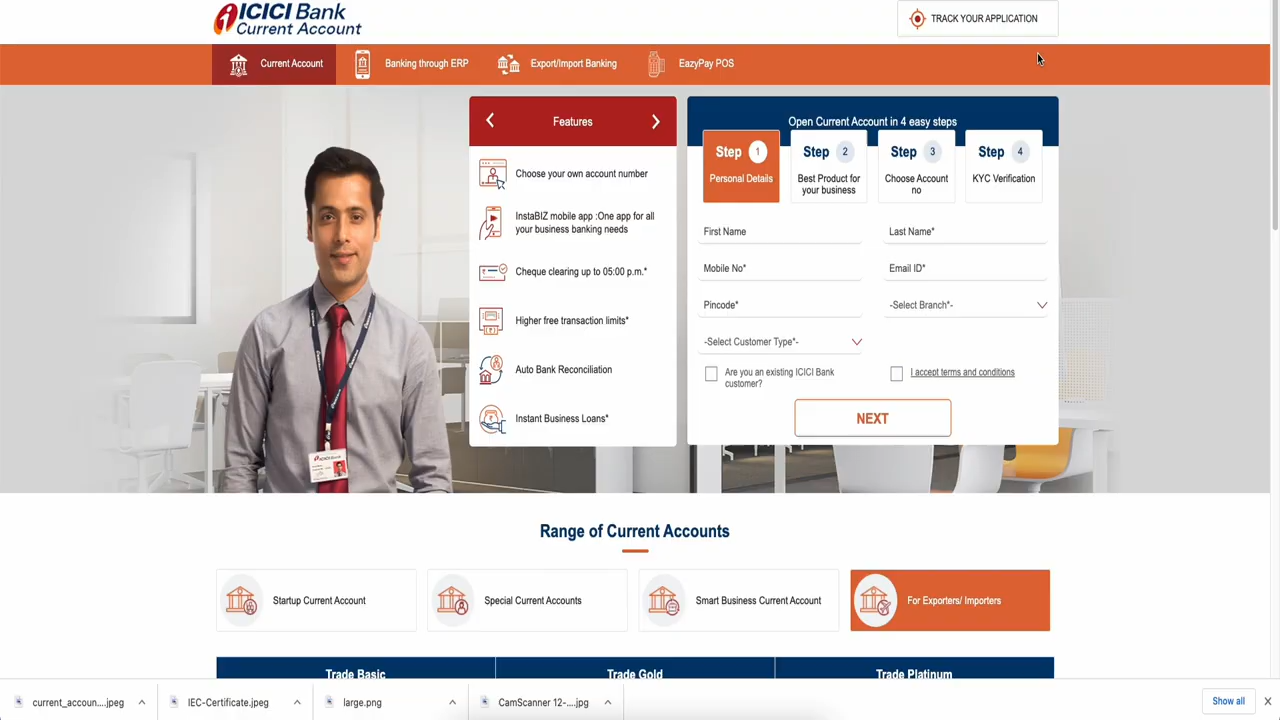 ICICI Bank
Current Account
TRACK YOUR APPLICATION
Current Account
Banking through ERP
Export/Import Banking
EazyPay POS
Features
Choose your own account number
InstaBIZ mobile app :One app for all
your business banking needs
Cheque clearing up to 05:00 p.m.*
Higher free transaction limits*
Auto Bank Reconciliation
Instant Business Loans*
Open Current Account in 4 easy steps
Step 1
Personal Details
Step 2
Best Product for
your business
Step 3
Choose Account
no
Step 4
KYC Verification
First Name
Last Name*
Mobile No*
Email ID*
Pincode*
-Select Branch*-
-Select Customer Type*-
Are you an existing ICICI Bank
customer?
I accept terms and conditions
NEXT
Range of Current Accounts
Startup Current Account
Special Current Accounts
Smart Business Current Account
For Exporters/ Importers
Trade Basic
Trade Gold
Trade Platinum
current_accoun....jpeg
IEC-Certificate.jpeg
large.png
CamScanner 12-....jpg
Show all